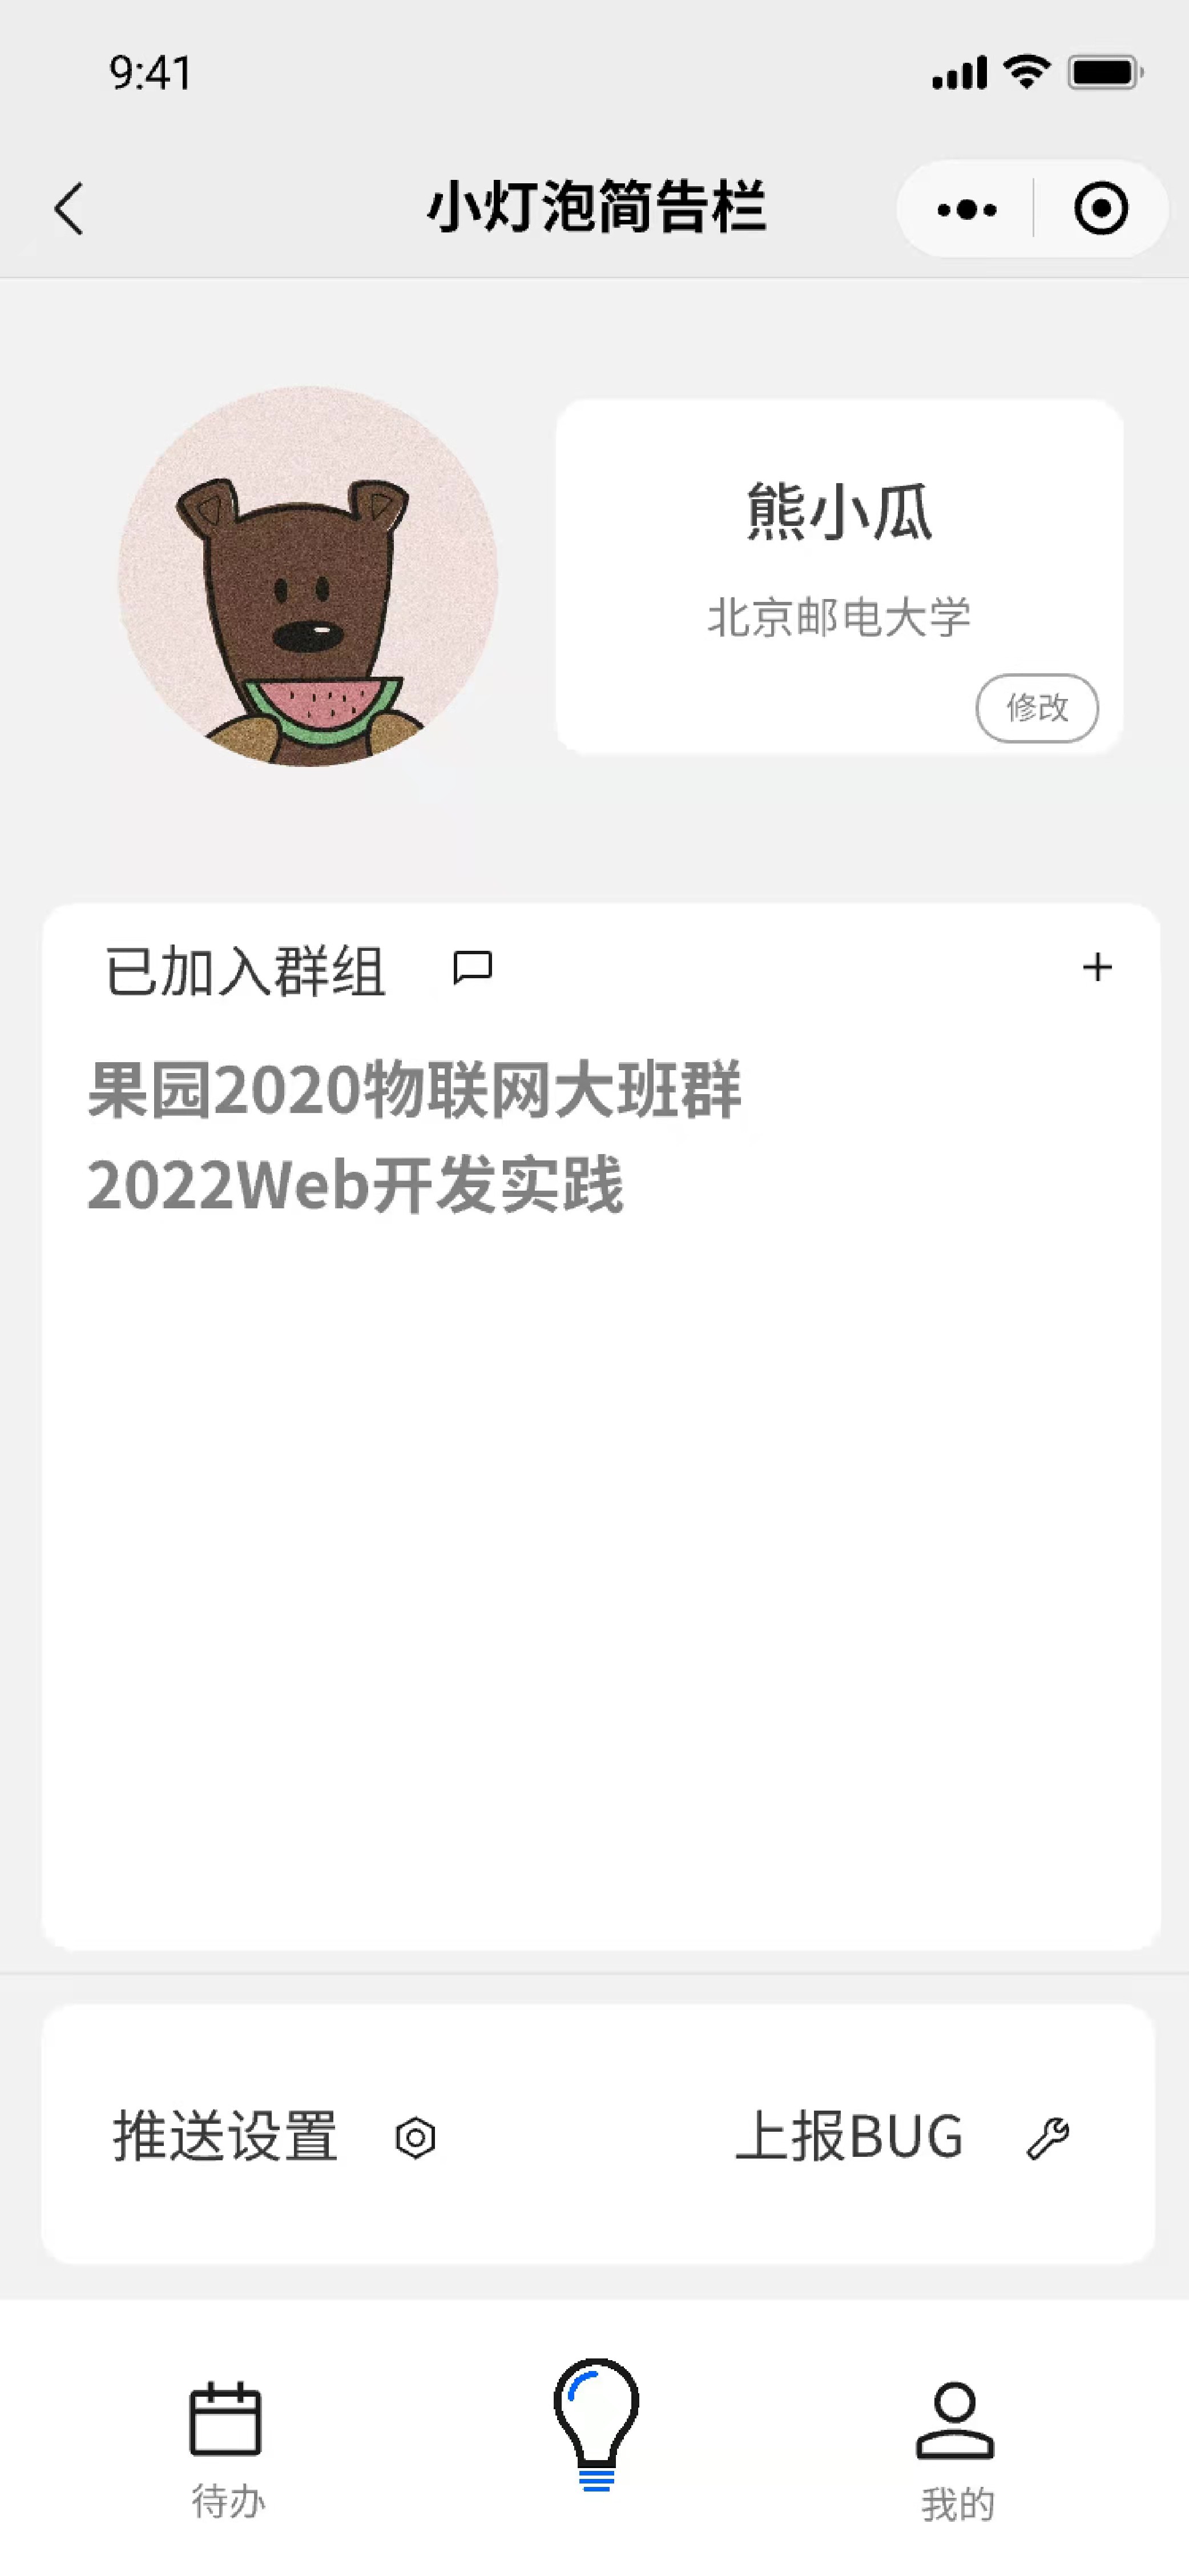 9:41
小灯泡简告栏
熊小瓜
北京邮电大学
修改
已加入群组
果园2020物联网大班群
2022Web开发实践
推送设置
上报BUG
待办
我的